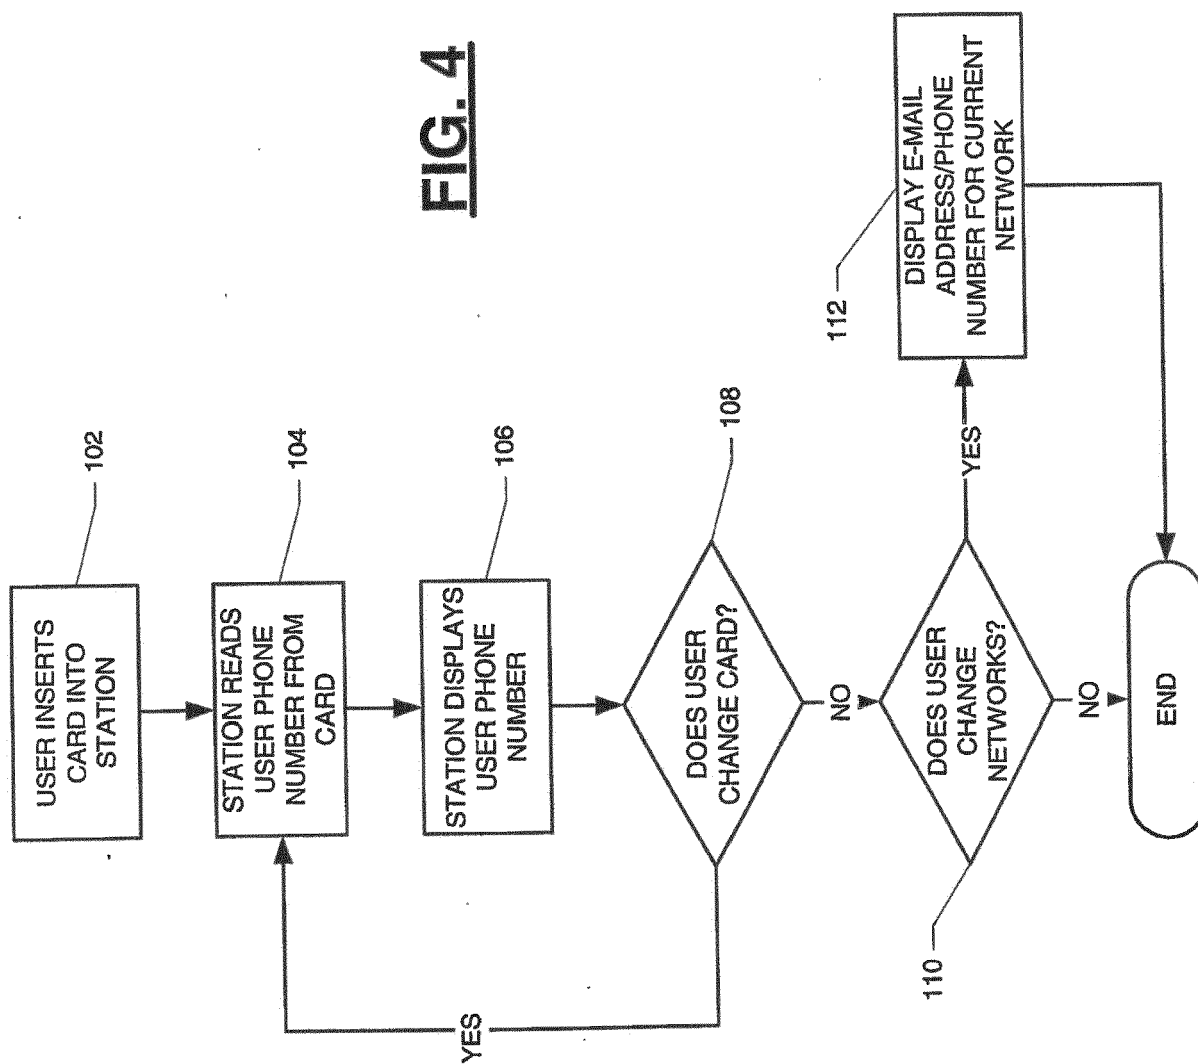 FIG. 4
USER INSERTS
CARD INTO
STATION
102
STATION READS
USER PHONE
NUMBER FROM
CARD
104
STATION DISPLAYS
USER PHONE
NUMBER
106
DOES USER
CHANGE CARD?
108
YES
NO
DOES USER
CHANGE
NETWORKS?
110
YES
NO
DISPLAY E-MAIL
ADDRESS/PHONE
NUMBER FOR CURRENT
NETWORK
112
END